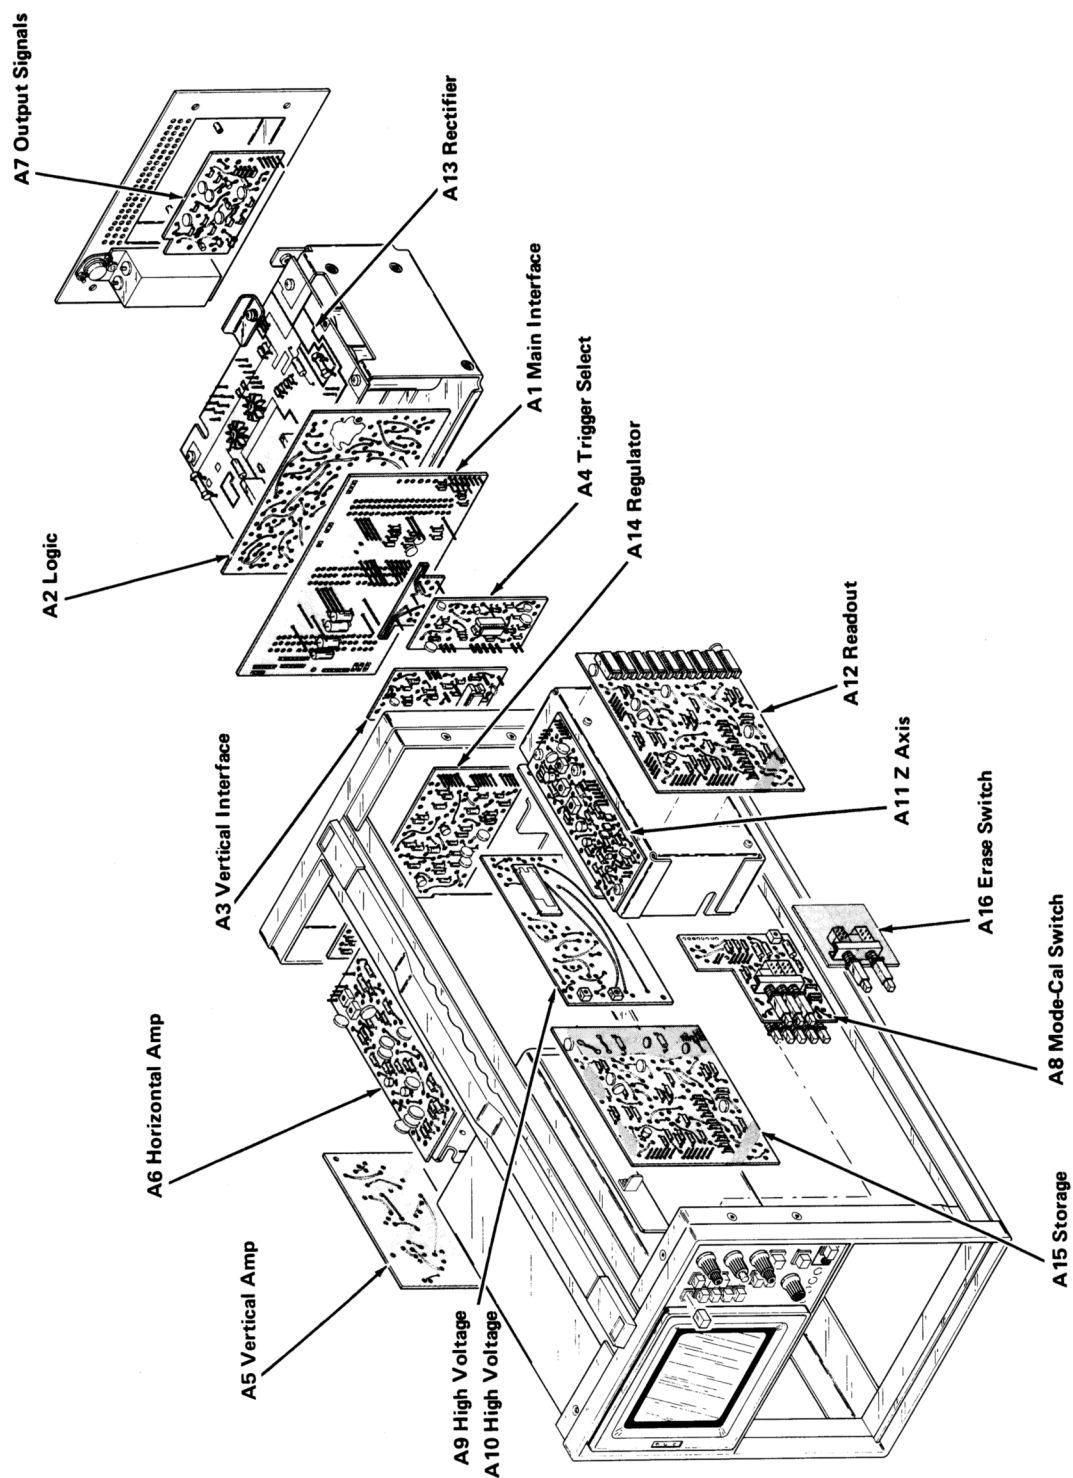 A7 Output Signals
A13 Rectifier
A1 Main Interface
A4 Trigger Select
A14 Regulator
A2 Logic
A12 Readout
A3 Vertical Interface
A11 Z Axis
A16 Erase Switch
A6 Horizontal Amp
A8 Mode-Cal Switch
A5 Vertical Amp
A15 Storage
A9 High Voltage
A10 High Voltage